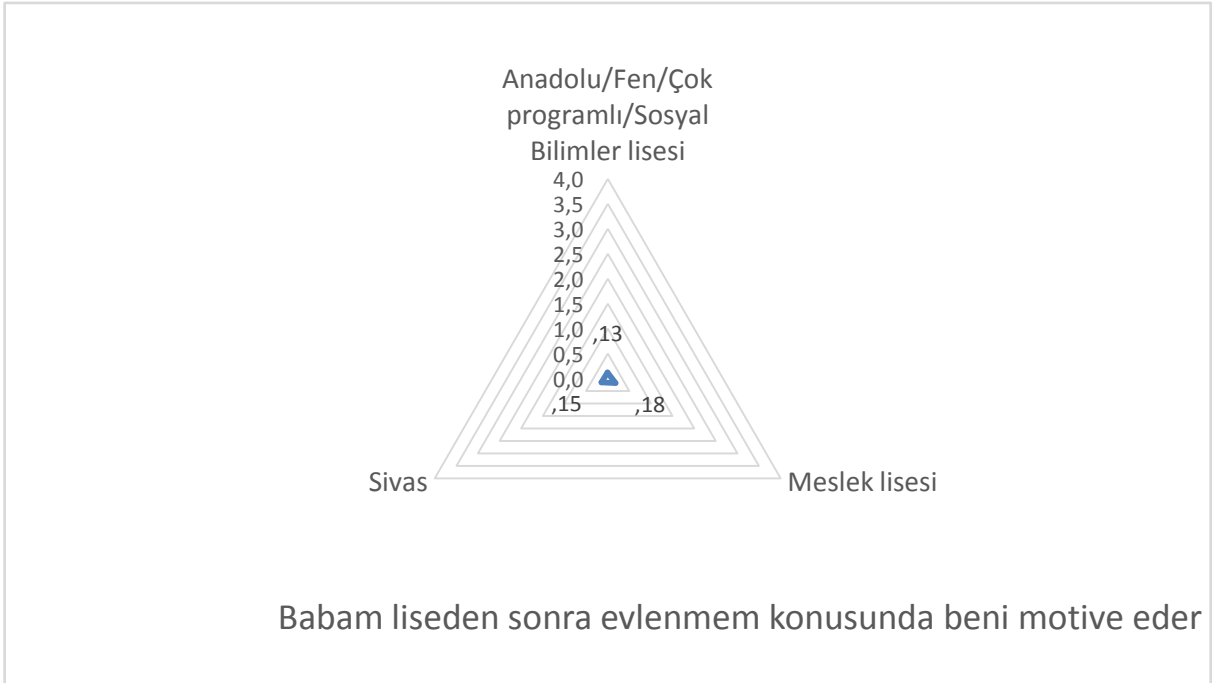 Anadolu/Fen/Çok
programlı/Sosyal
Bilimler lisesi
4,0
3,5
3,0
2,5
2,0
1,5
1,0
,13
0,5
0,0
,15
,18
Sivas
Meslek lisesi
Babam liseden sonra evlenmem konusunda beni motive eder